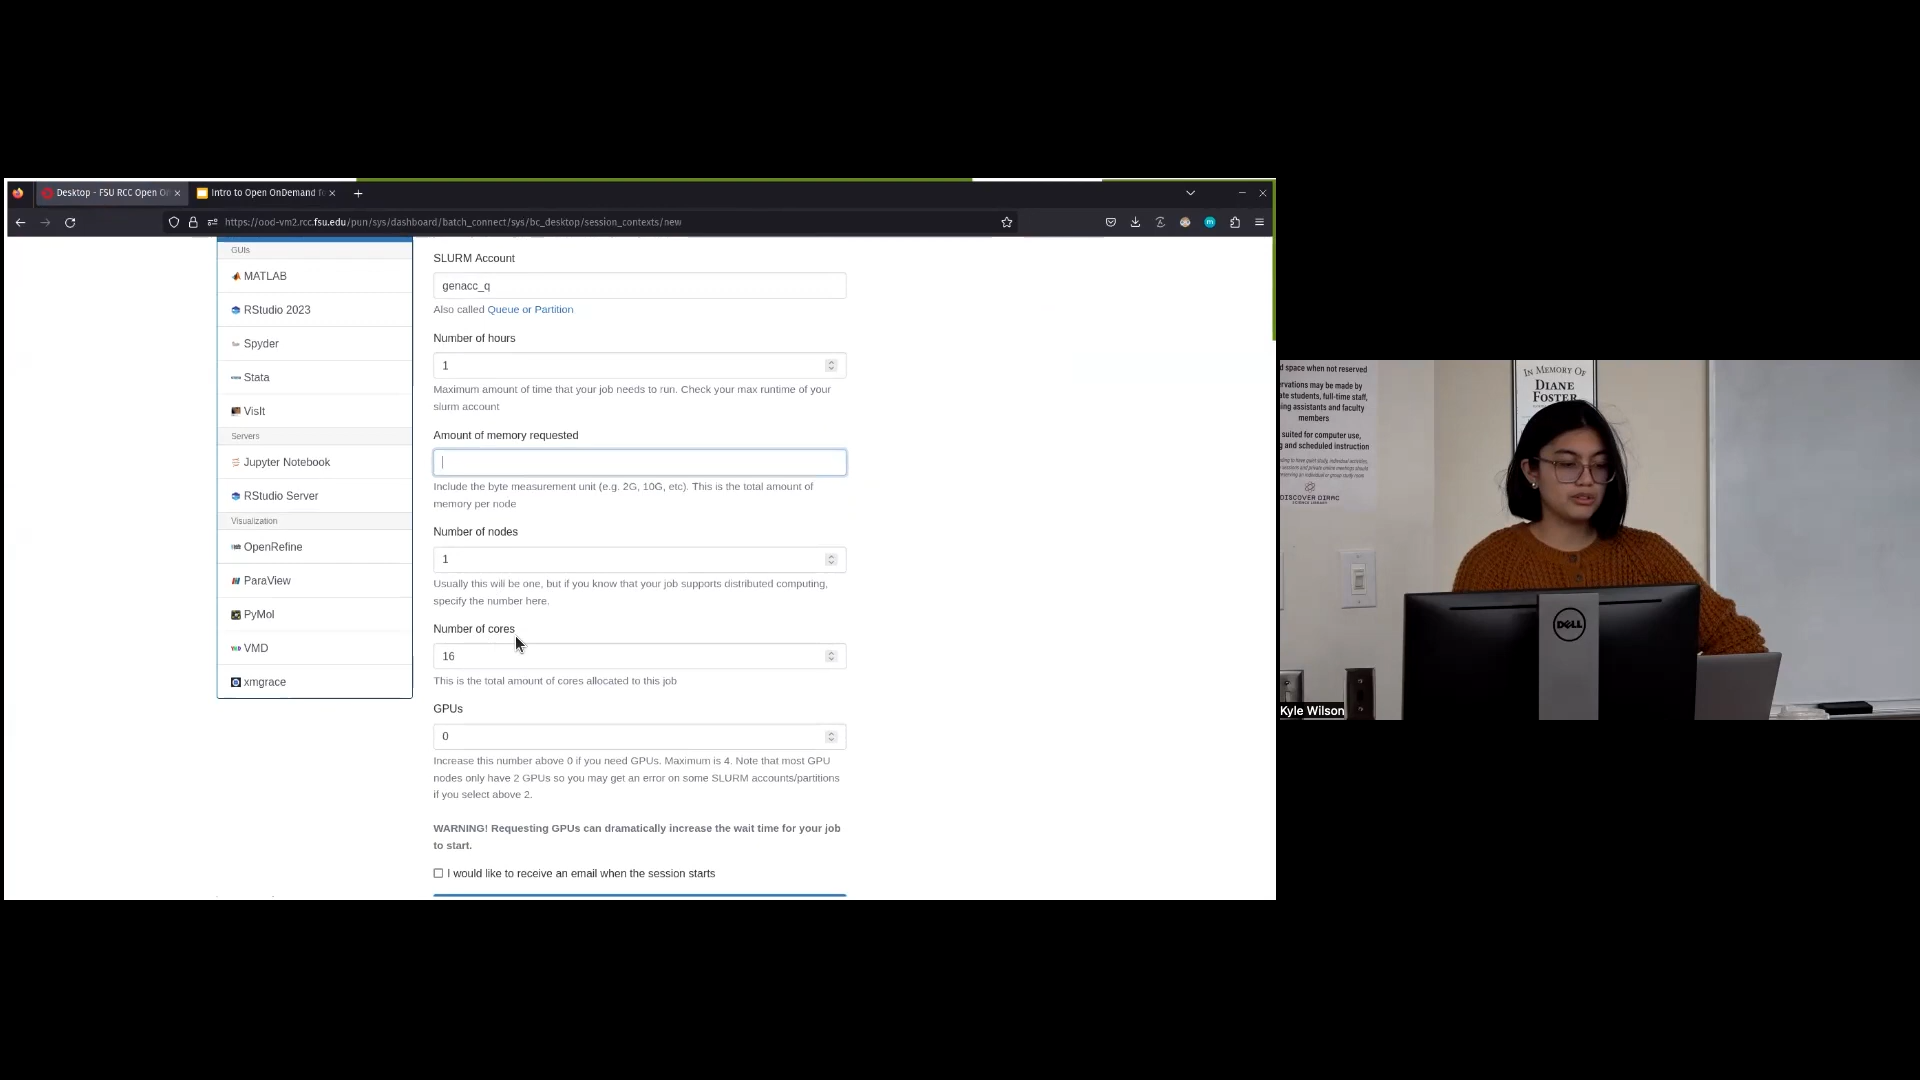 Desktop - FSU RCC Open O
Intro to Open OnDemand f
https://ood-vm2.rcc.fsu.edu/pun/sys/dashboard/batch_connect/sys/bc_desktop/session_contexts/new
GUIs
MATLAB
RStudio 2023
Spyder
Stata
VisIt
Servers
Jupyter Notebook
RStudio Server
Visualization
OpenRefine
ParaView
PyMol
VMD
xmgrace
SLURM Account
genacc_q
Also called Queue or Partition
Number of hours
1
Maximum amount of time that your job needs to run. Check your max runtime of your
slurm account
Amount of memory requested
Include the byte measurement unit (e.g. 2G, 10G, etc). This is the total amount of
memory per node
Number of nodes
1
Usually this will be one, but if you know that your job supports distributed computing,
specify the number here.
Number of cores
16
This is the total amount of cores allocated to this job
GPUs
0
Increase this number above 0 if you need GPUs. Maximum is 4. Note that most GPU
nodes only have 2 GPUs so you may get an error on some SLURM accounts/partitions
if you select above 2.
WARNING! Requesting GPUs can dramatically increase the wait time for your job
to start.
I would like to receive an email when the session starts
d space when not reserved
rvations may be made by
te students, full-time staff,
ing assistants and faculty
members
suited for computer use,
g and scheduled instruction
DISCOVER DIRAC
SCIENCE LIBRARY
IN MEMORY OF
DIANE
FOSTER
DELL
Kyle Wilson